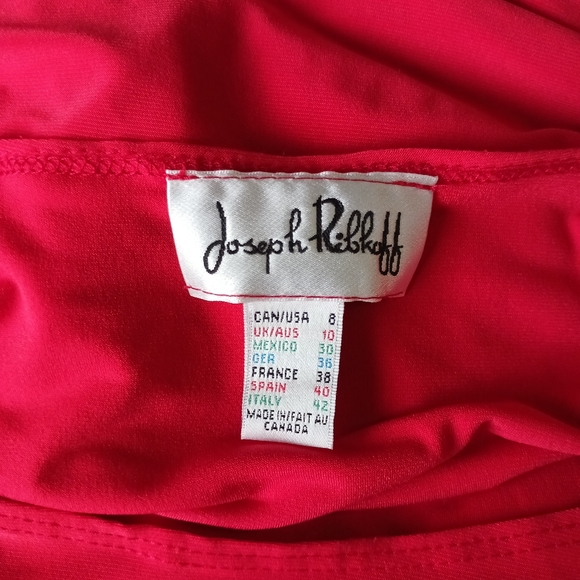 Joseph Ribkoff
CAN/USA 8
UK/AUS 10
MEXICO 30
GER 36
FRANCE 38
SPAIN 40
ITALY 42
MADE IN/FAIT AU
CANADA